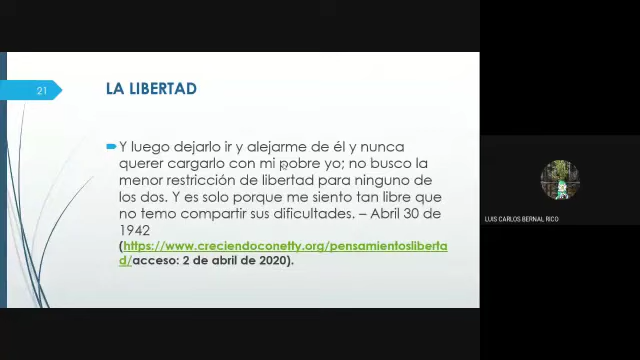 21
LA LIBERTAD
Y luego dejarlo ir y alejarme de él y nunca
querer cargarlo con mi pobre yo; no busco la
menor restricción de libertad para ninguno de
los dos. Y es solo porque me siento tan libre que
no temo compartir sus dificultades. – Abril 30 de
1942
(https://www.creciendoconetty.org/pensamientosliberta
d/acceso: 2 de abril de 2020).
LUIS CARLOS BERNAL RICO